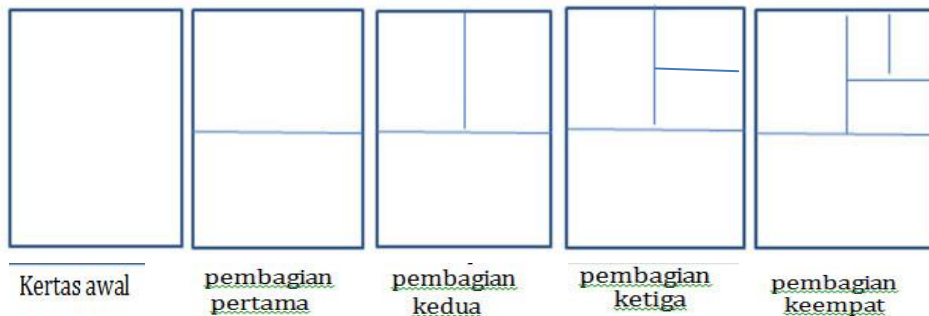 Kertas awal
pembagian
pertama
pembagian
kedua
pembagian
ketiga
pembagian
keempat